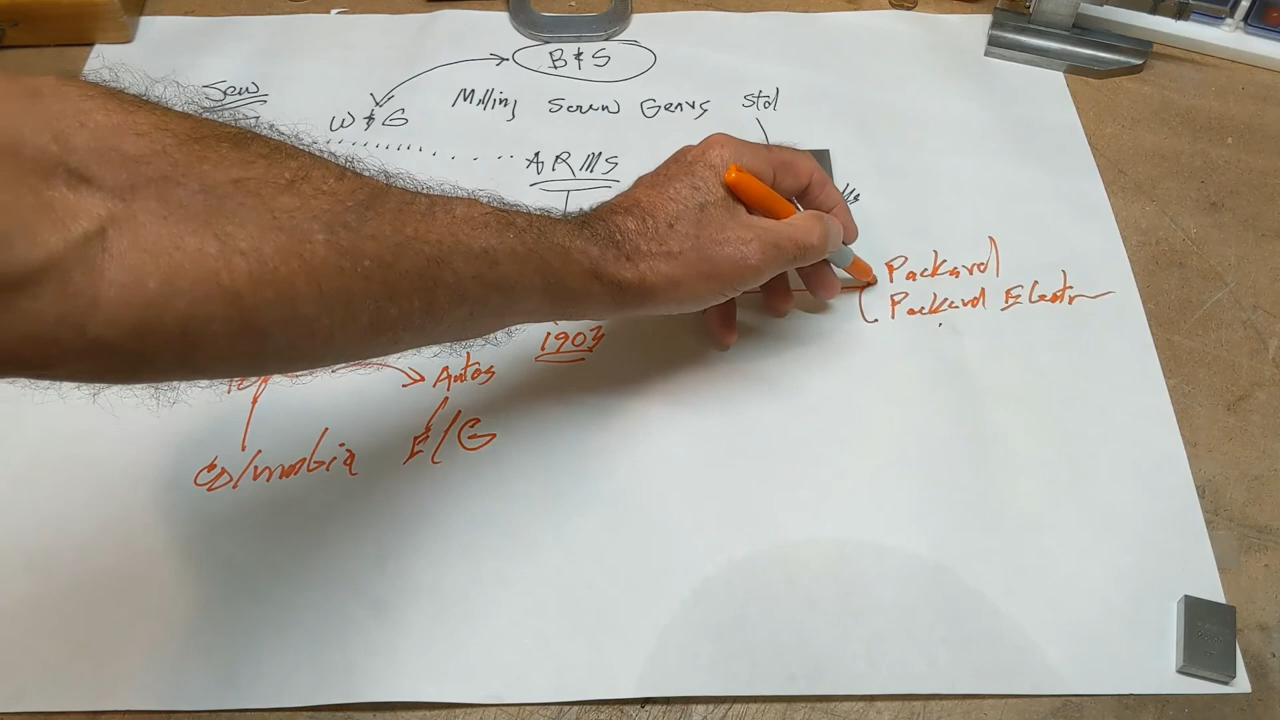 B & S
Sew
W & G
Milling Screw Gears Std
ARMS
Packard
Packard Electr
1903
Autos
Columbia E/G